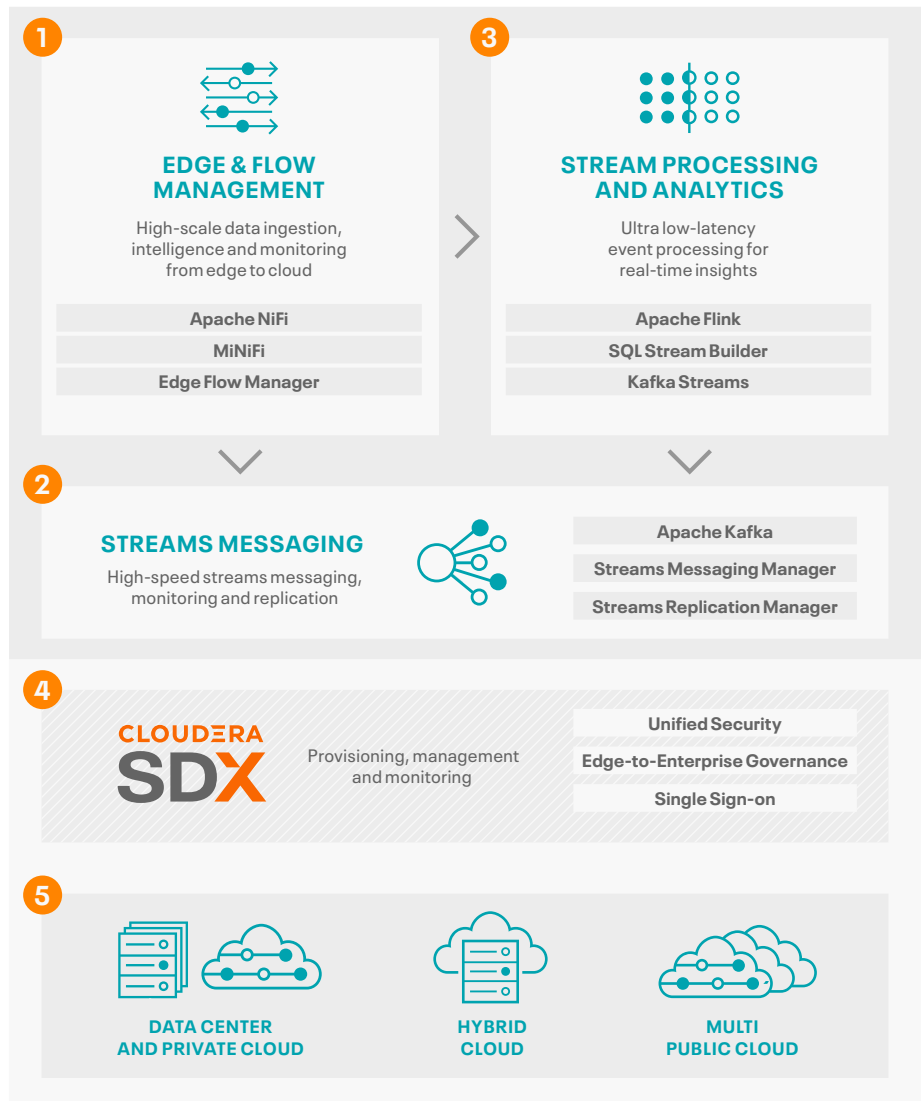 1
EDGE & FLOW
MANAGEMENT
High-scale data ingestion,
intelligence and monitoring
from edge to cloud
Apache NiFi
MiNiFi
Edge Flow Manager
3
STREAM PROCESSING
AND ANALYTICS
Ultra low-latency
event processing for
real-time insights
Apache Flink
SQL Stream Builder
Kafka Streams
2
STREAMS MESSAGING
High-speed streams messaging,
monitoring and replication
Apache Kafka
Streams Messaging Manager
Streams Replication Manager
4
CLOUDERA
SDX
Provisioning, management
and monitoring
Unified Security
Edge-to-Enterprise Governance
Single Sign-on
5
DATA CENTER
AND PRIVATE CLOUD
HYBRID
CLOUD
MULTI
PUBLIC CLOUD